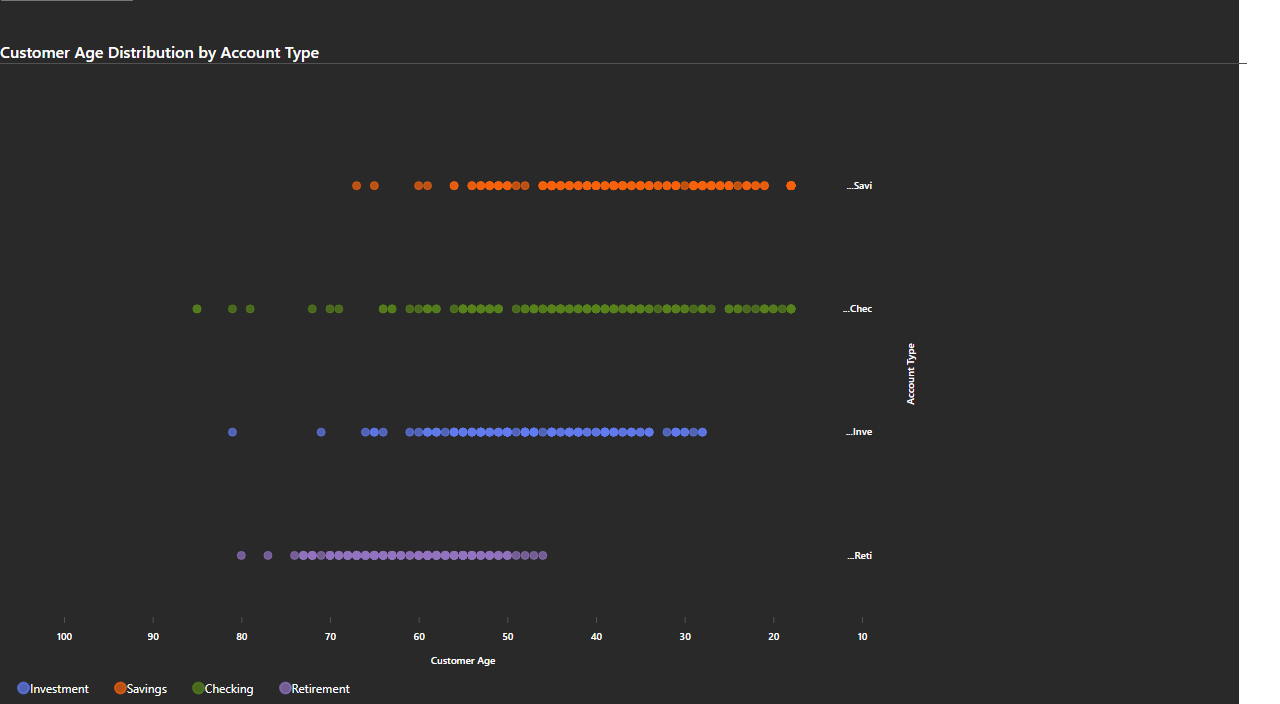 Customer Age Distribution by Account Type
...Savi
...Chec
Account Type
...Inve
...Reti
100 90 80 70 60 50 40 30 20 10
Customer Age
Investment Savings Checking Retirement